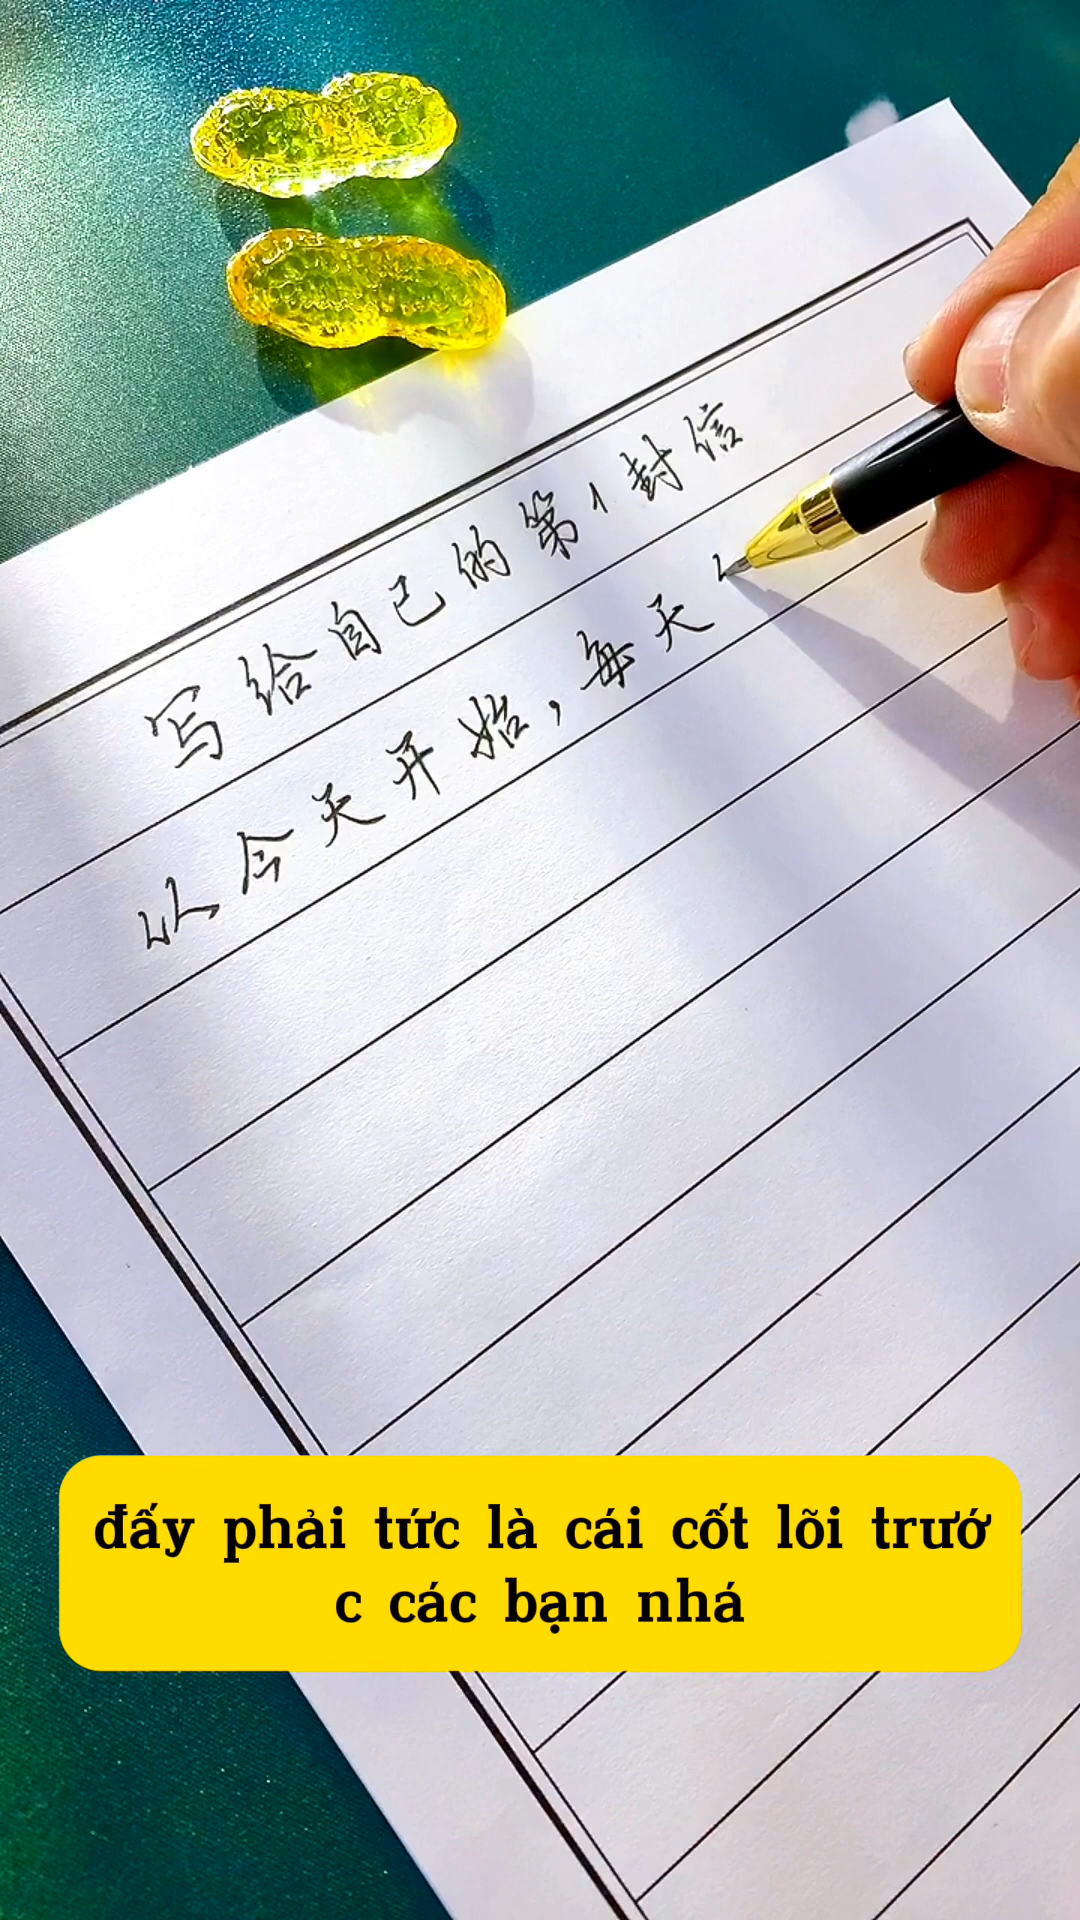 写给自己的第1封信
以今天开始，每天
đấy phải tức là cái cốt lõi trướ
c các bạn nhá